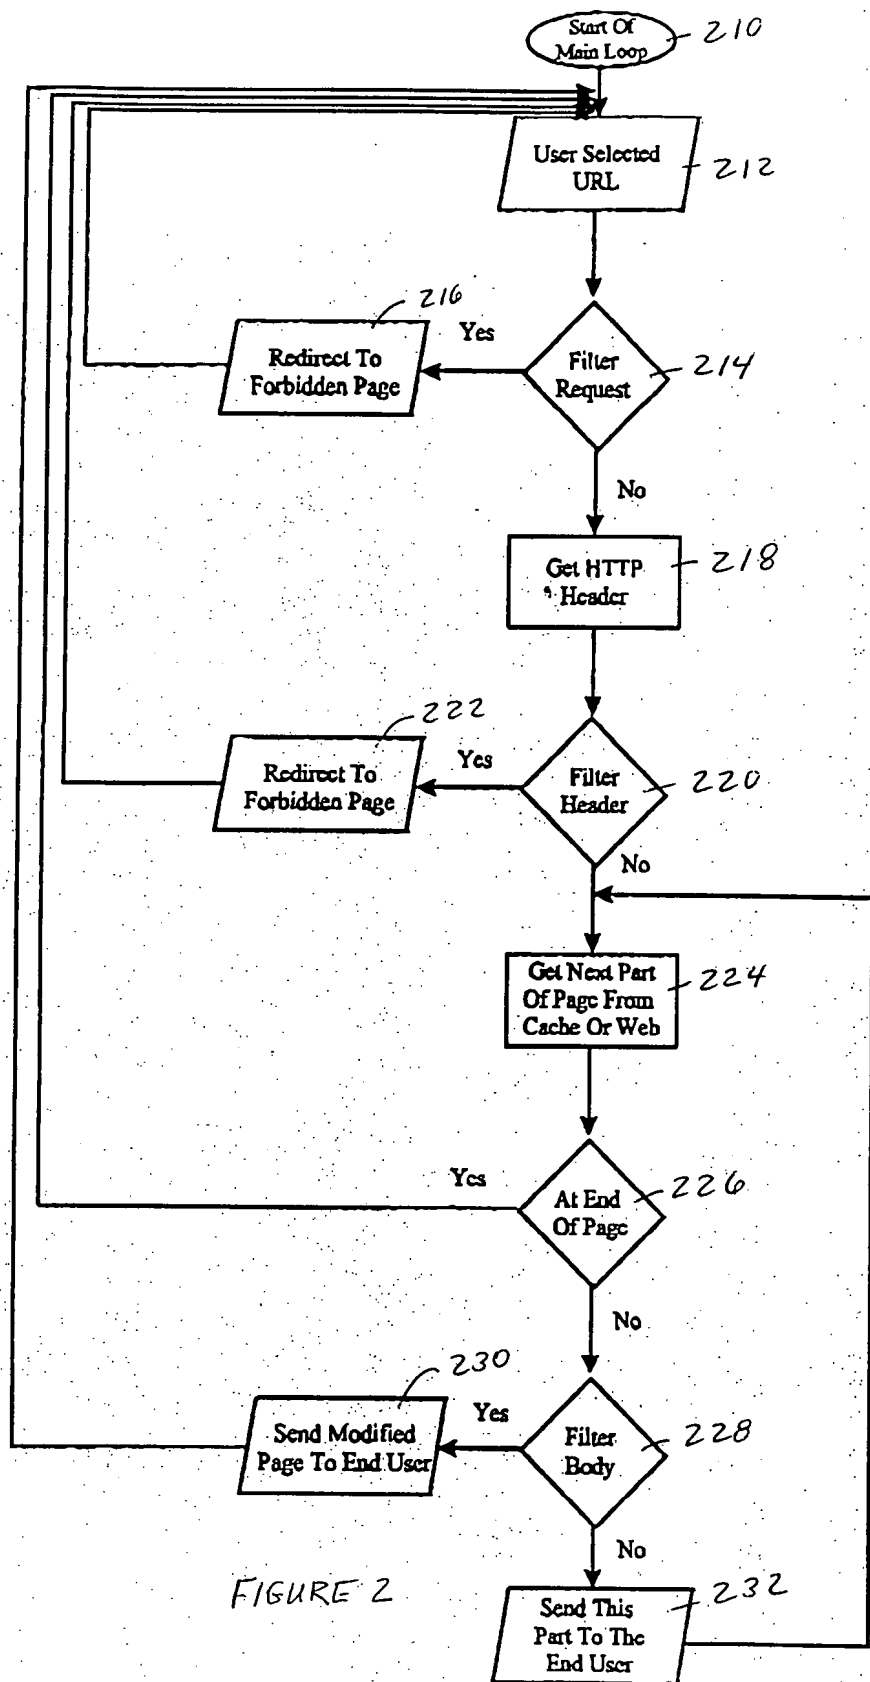 Start Of
Main Loop
210
User Selected
URL
212
216
Redirect To
Forbidden Page
Yes
Filter
Request
214
No
Get HTTP
Header
218
222
Redirect To
Forbidden Page
Yes
Filter
Header
220
No
Get Next Part
Of Page From
Cache Or Web
224
Yes
At End
Of Page
226
No
230
Send Modified
Page To End User
Yes
Filter
Body
228
No
FIGURE 2
Send This
Part To The
End User
232